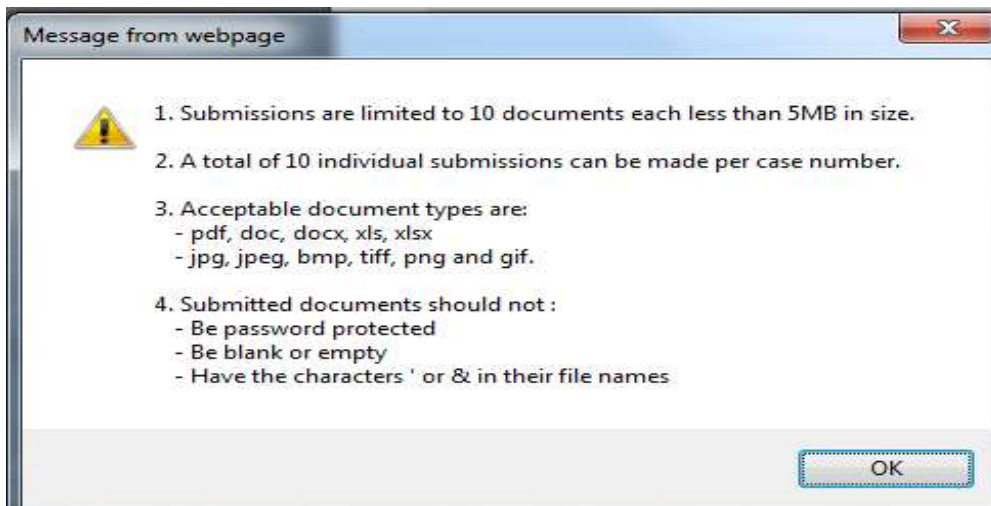 Message from webpage
1. Submissions are limited to 10 documents each less than 5MB in size.
2. A total of 10 individual submissions can be made per case number.
3. Acceptable document types are:
- pdf, doc, docx, xls, xlsx
- jpg, jpeg, bmp, tiff, png and gif.
4. Submitted documents should not :
- Be password protected
- Be blank or empty
- Have the characters ' or & in their file names
OK